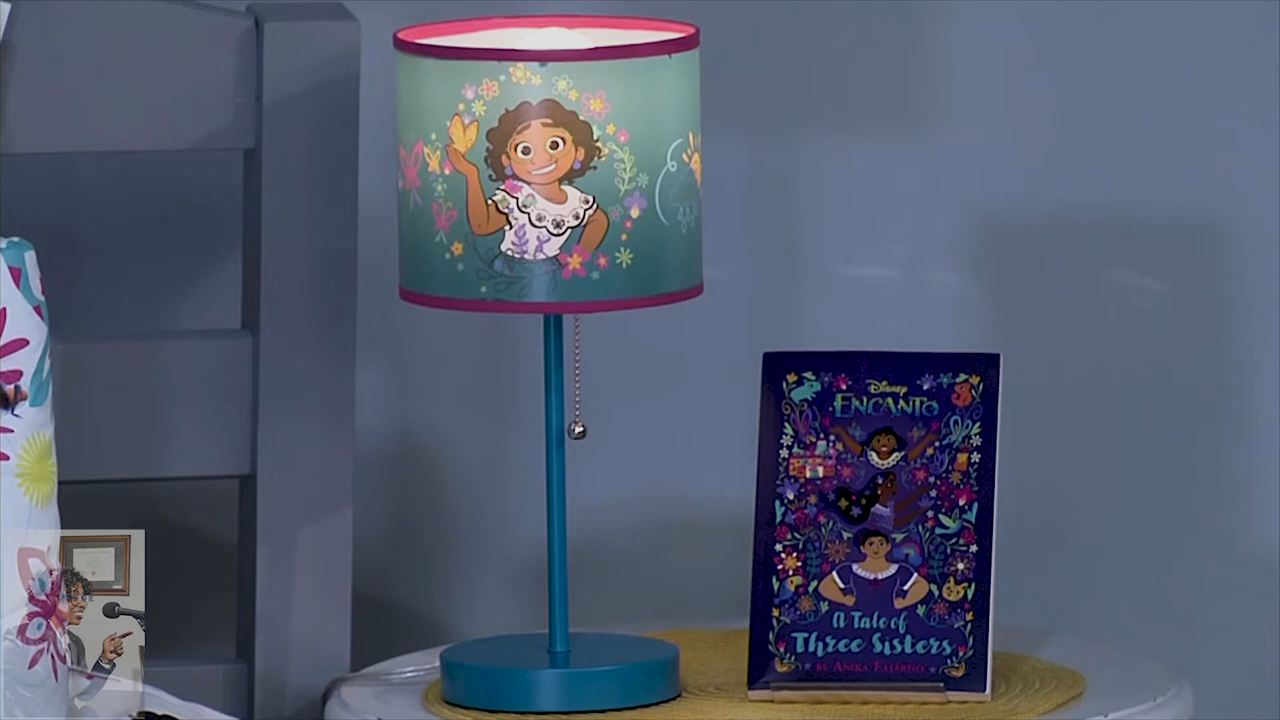 Disney
ENCANTO
A Tale of
Three Sisters
BY ANIKA FAJARDO